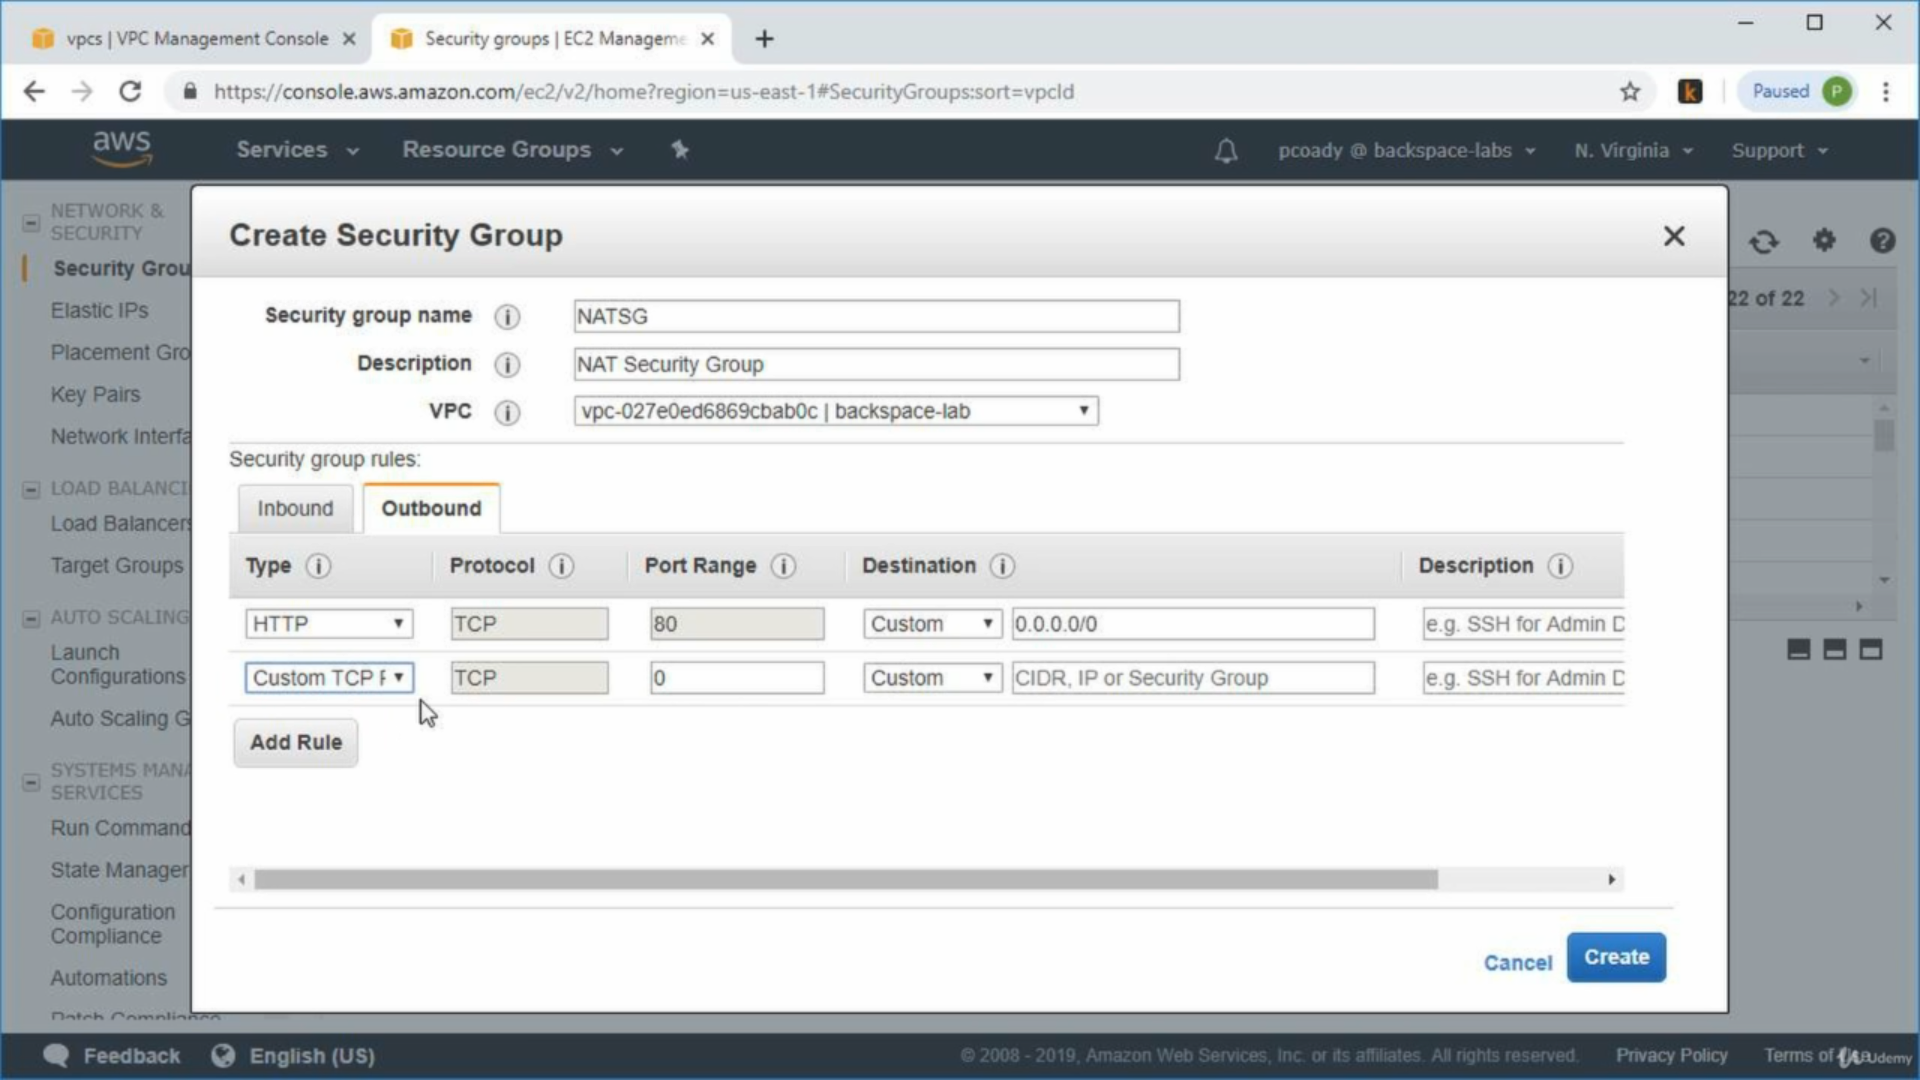 vpcs | VPC Management Console
Security groups | EC2 Manageme
https://console.aws.amazon.com/ec2/v2/home?region=us-east-1#SecurityGroups:sort=vpcId
k
Paused P
aws
Services
Resource Groups
pcoady @ backspace-labs
N. Virginia
Support
NETWORK &
SECURITY
Security Grou
Elastic IPs
Placement Gro
Key Pairs
Network Interfa
LOAD BALANCI
Load Balancers
Target Groups
AUTO SCALING
Launch
Configurations
Auto Scaling G
SYSTEMS MANA
SERVICES
Run Command
State Manager
Configuration
Compliance
Automations
Patch Compliance
22 of 22
Create Security Group
Security group name NATSG
Description NAT Security Group
VPC vpc-027e0ed6869cbab0c | backspace-lab
Security group rules:
Inbound Outbound
Type Protocol Port Range Destination Description
HTTP TCP 80 Custom 0.0.0.0/0 e.g. SSH for Admin D
Custom TCP TCP 0 Custom CIDR, IP or Security Group e.g. SSH for Admin D
Add Rule
Cancel Create
Feedback English (US)
© 2008 - 2019, Amazon Web Services, Inc. or its affiliates. All rights reserved. Privacy Policy Terms of
Udemy